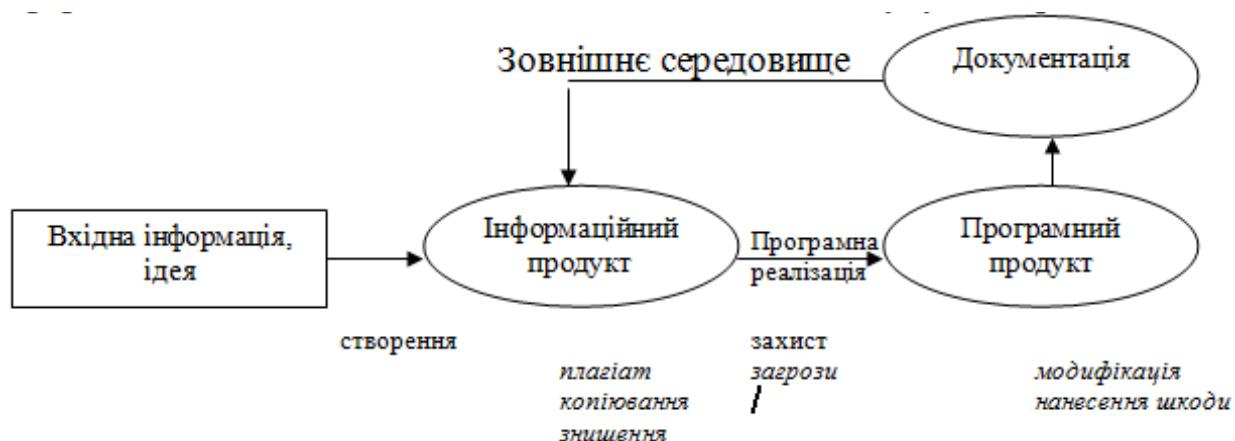 Зовнішнє середовище
Документація
Вхідна інформація,
ідея
Інформаційний
продукт
Програмна
реалізація
Програмний
продукт
створення
захист
плагіат
копіювання
знищення
загрози
/
модифікація
нанесення шкоди